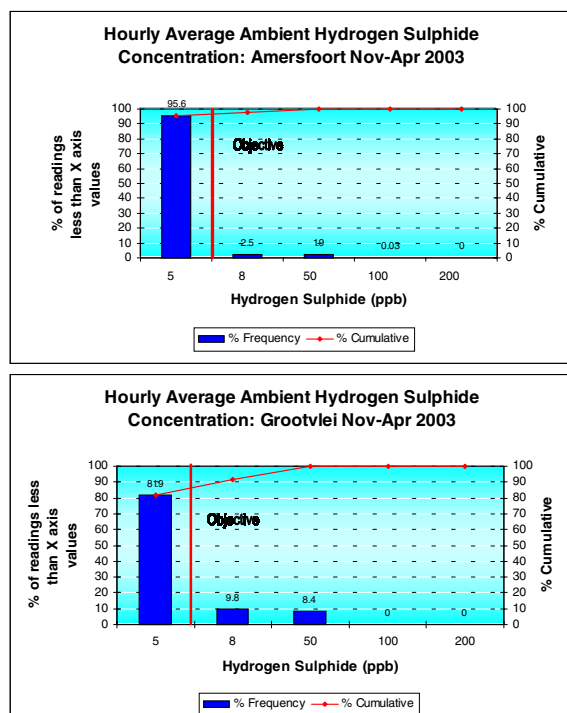 Hourly Average Ambient Hydrogen Sulphide
Concentration: Amersfoort Nov-Apr 2003
% of readings
less than X axis
values
100
90
80
70
60
50
40
30
20
10
0
95.6
2.5
1.9
0.03
0
Objective
100
90
80
70
60
50
40
30
20
10
0
% Cumulative
5 8 50 100 200
Hydrogen Sulphide (ppb)
% Frequency % Cumulative
Hourly Average Ambient Hydrogen Sulphide
Concentration: Grootvlei Nov-Apr 2003
% of readings less
than X axis
values
100
90
80
70
60
50
40
30
20
10
0
81.9
9.8
8.4
0
0
Objective
100
90
80
70
60
50
40
30
20
10
0
% Cumulative
5 8 50 100 200
Hydrogen Sulphide (ppb)
% Frequency % Cumulative